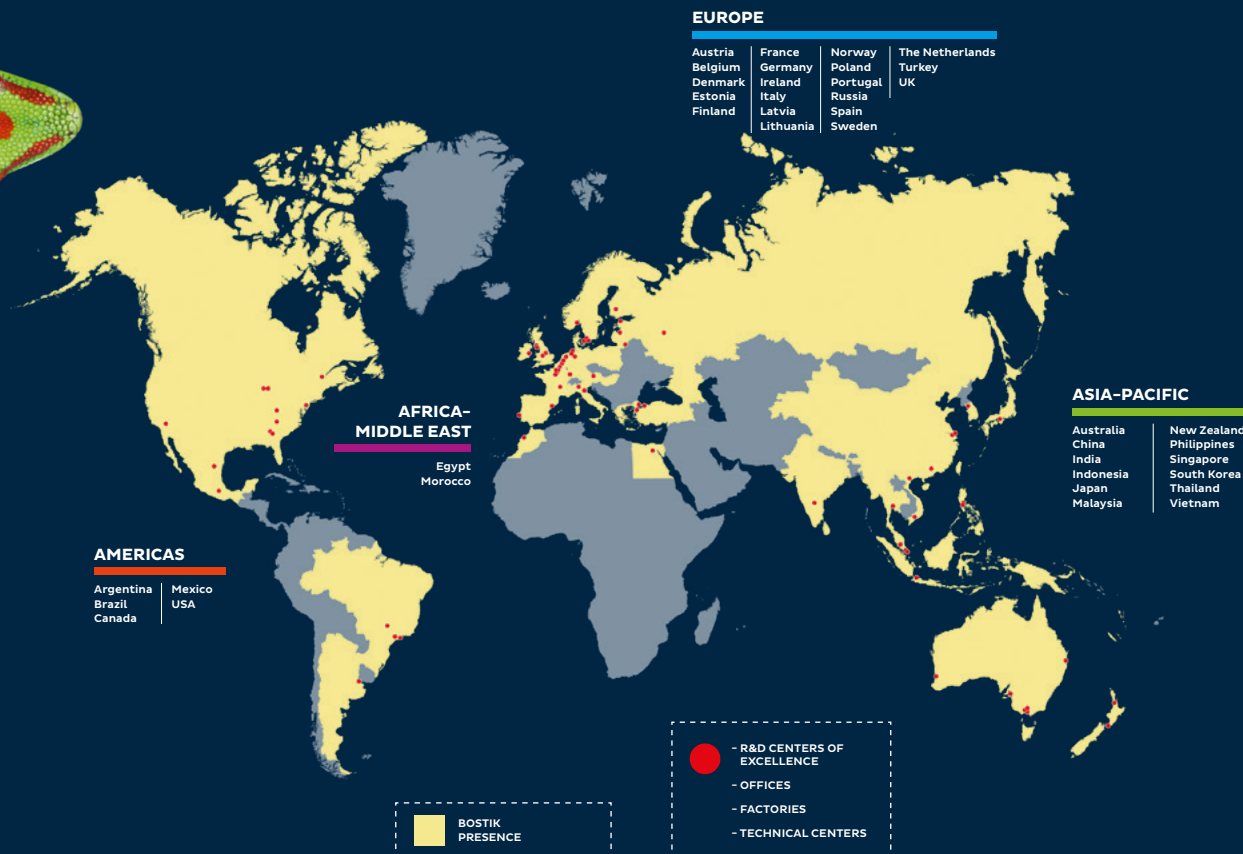 EUROPE
Austria
Belgium
Denmark
Estonia
Finland
France
Germany
Ireland
Italy
Latvia
Lithuania
Norway
Poland
Portugal
Russia
Spain
Sweden
The Netherlands
Turkey
UK
ASIA-PACIFIC
Australia
China
India
Indonesia
Japan
Malaysia
New Zealand
Philippines
Singapore
South Korea
Thailand
Vietnam
AFRICA-
MIDDLE EAST
Egypt
Morocco
AMERICAS
Argentina
Brazil
Canada
Mexico
USA
- R&D CENTERS OF
EXCELLENCE
- OFFICES
- FACTORIES
- TECHNICAL CENTERS
BOSTIK
PRESENCE